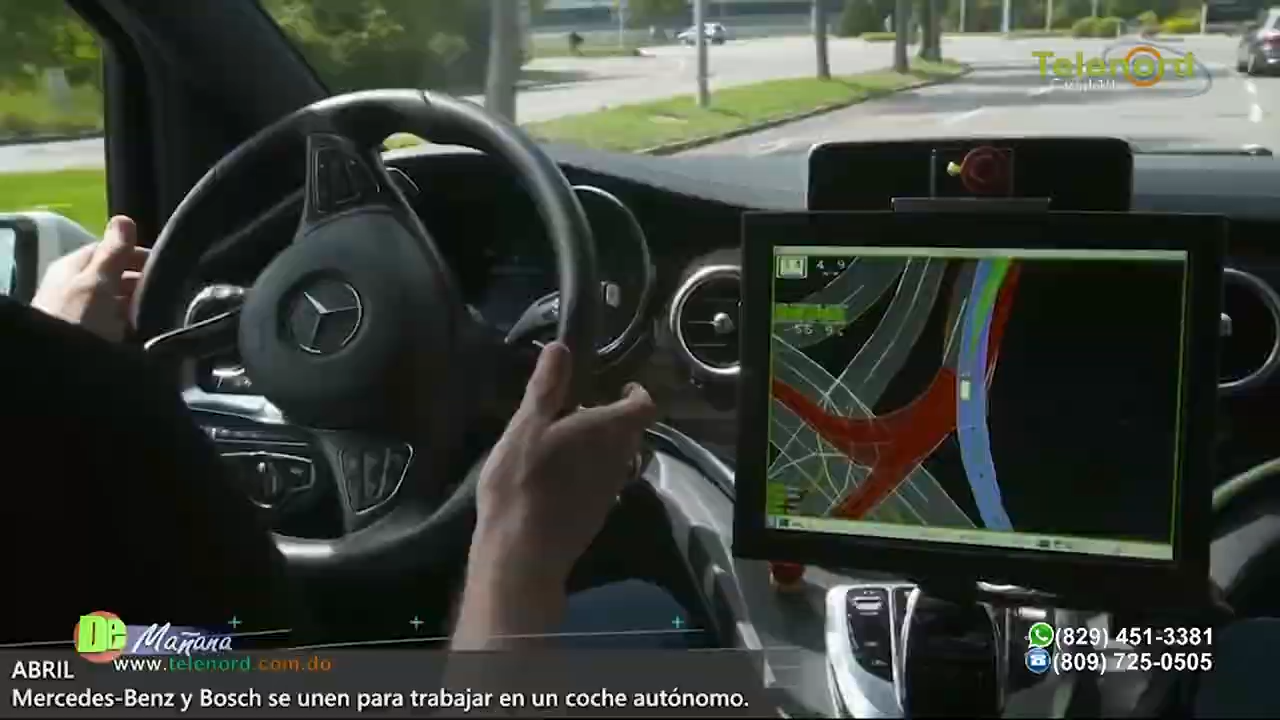 Telenord
De Mañana
www.telenord.com.do
(829) 451-3381
(809) 725-0505
ABRIL
Mercedes-Benz y Bosch se unen para trabajar en un coche autónomo.